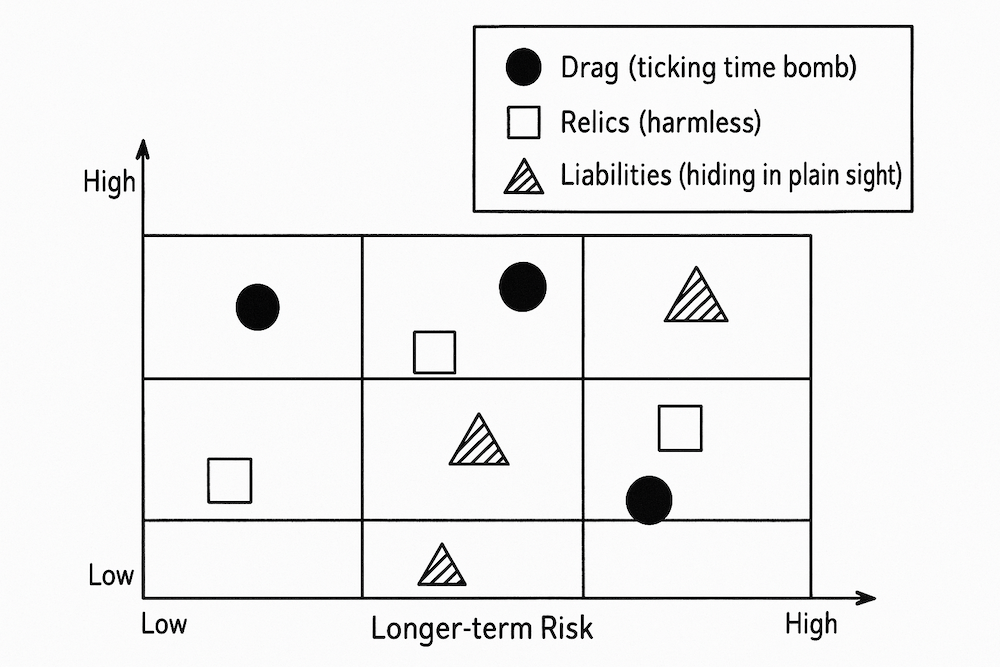 Drag (ticking time bomb)
Relics (harmless)
Liabilities (hiding in plain sight)
High
Low
Low
Longer-term Risk
High